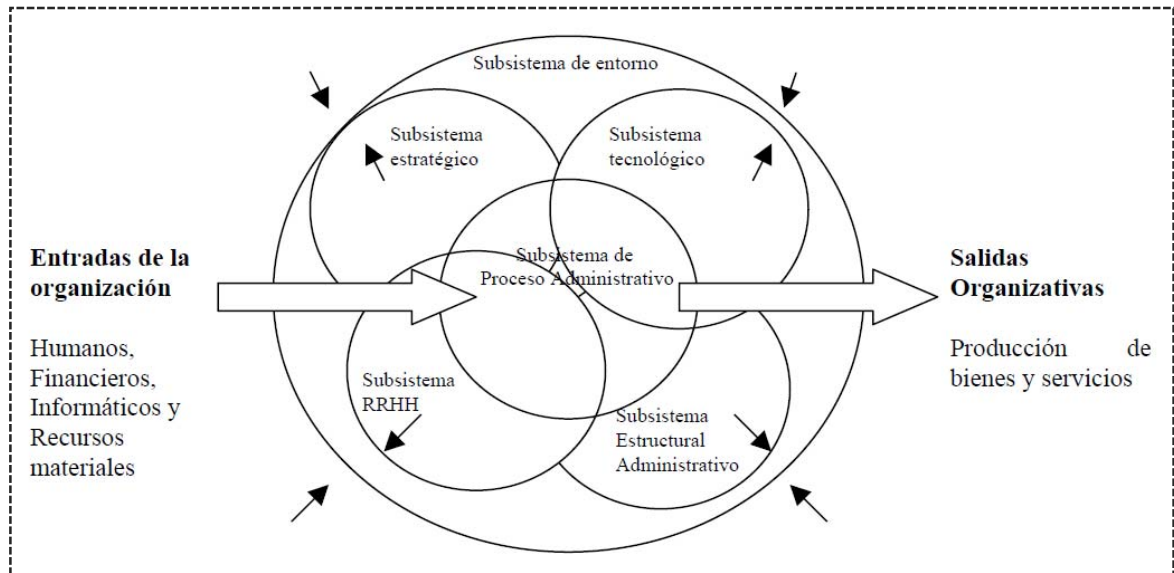 Subsistema de entorno
Subsistema
estratégico
Subsistema
tecnológico
Entradas de la
organización
Humanos,
Financieros,
Informáticos y
Recursos
materiales
Subsistema de
Proceso Administrativo
Subsistema
RRHH
Subsistema
Estructural
Administrativo
Salidas
Organizativas
Producción de
bienes y servicios